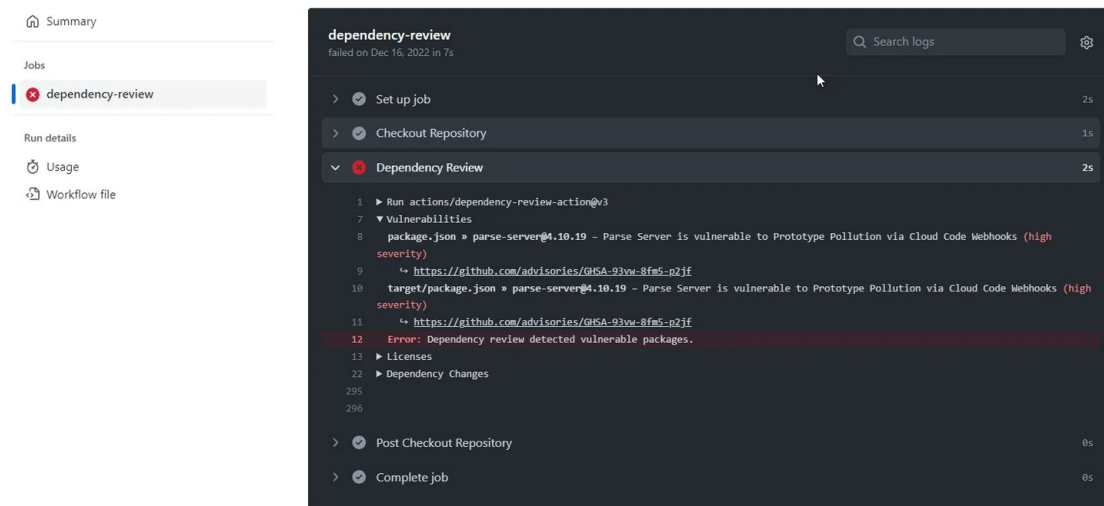 Summary
Jobs
dependency-review
Run details
Usage
Workflow file
dependency-review
failed on Dec 16, 2022 in 7s
Search logs
Set up job 2s
Checkout Repository 1s
Dependency Review 2s
1 ▶ Run actions/dependency-review-action@v3
7 ▼ Vulnerabilities
8 package.json » parse-server@4.10.19 – Parse Server is vulnerable to Prototype Pollution via Cloud Code Webhooks (high
severity)
9 ↪ https://github.com/advisories/GHSA-93vw-8fm5-p2jf
10 target/package.json » parse-server@4.10.19 – Parse Server is vulnerable to Prototype Pollution via Cloud Code Webhooks (high
severity)
11 ↪ https://github.com/advisories/GHSA-93vw-8fm5-p2jf
12 Error: Dependency review detected vulnerable packages.
13 ▶ Licenses
22 ▶ Dependency Changes
295
296
Post Checkout Repository 0s
Complete job 0s